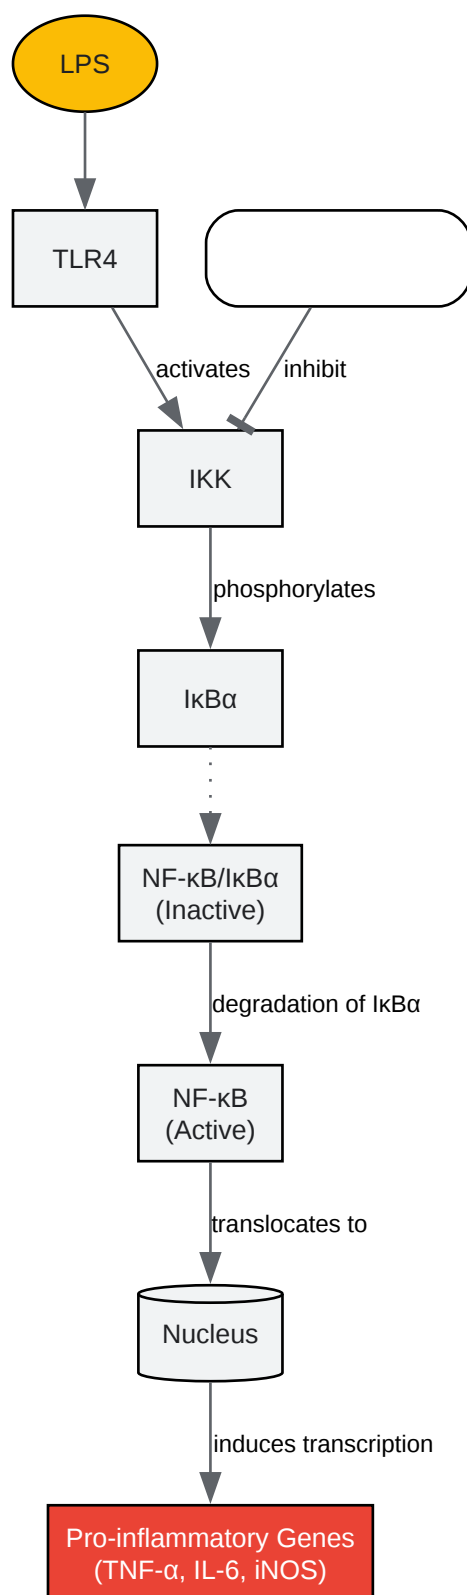 LPS
TLR4
activates
inhibit
IKK
phosphorylates
IκBα
NF-κB/IκBα
(Inactive)
degradation of IκBα
NF-κB
(Active)
translocates to
Nucleus
induces transcription
Pro-inflammatory Genes
(TNF-α, IL-6, iNOS)